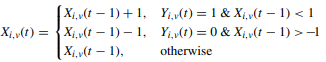 X_{i,v}(t) = { X_{i,v}(t − 1) + 1, Y_{i,v}(t) = 1 & X_{i,v}(t − 1) < 1
X_{i,v}(t − 1) − 1, Y_{i,v}(t) = 0 & X_{i,v}(t − 1) > −1
X_{i,v}(t − 1), otherwise